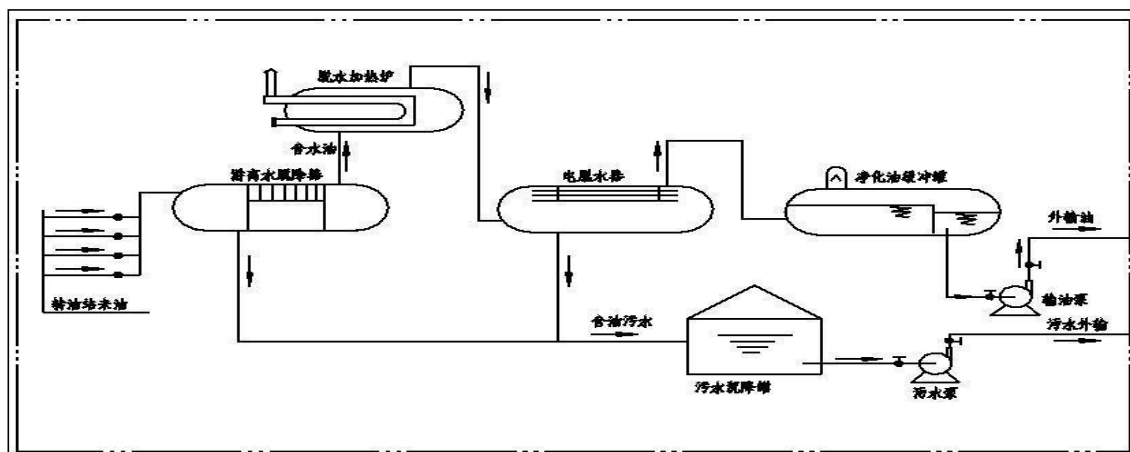 脱水加热炉
含水油
游离水脱除器
电脱水器
净化油缓冲罐
外输油
转油站来油
输油泵
含油污水
污水外输
污水沉降罐
污水泵